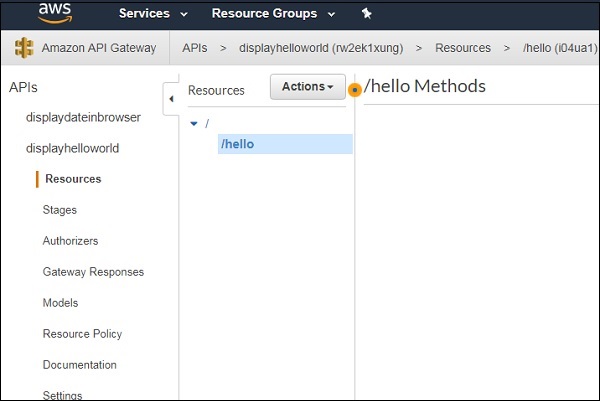 aws
Services
Resource Groups
Amazon API Gateway
APIs > displayhelloworld (rw2ek1xung) > Resources > /hello (i04ua1)
APIs
displaydateinbrowser
displayhelloworld
Resources
Stages
Authorizers
Gateway Responses
Models
Resource Policy
Documentation
Settings
Resources
Actions
/
/hello
/hello Methods